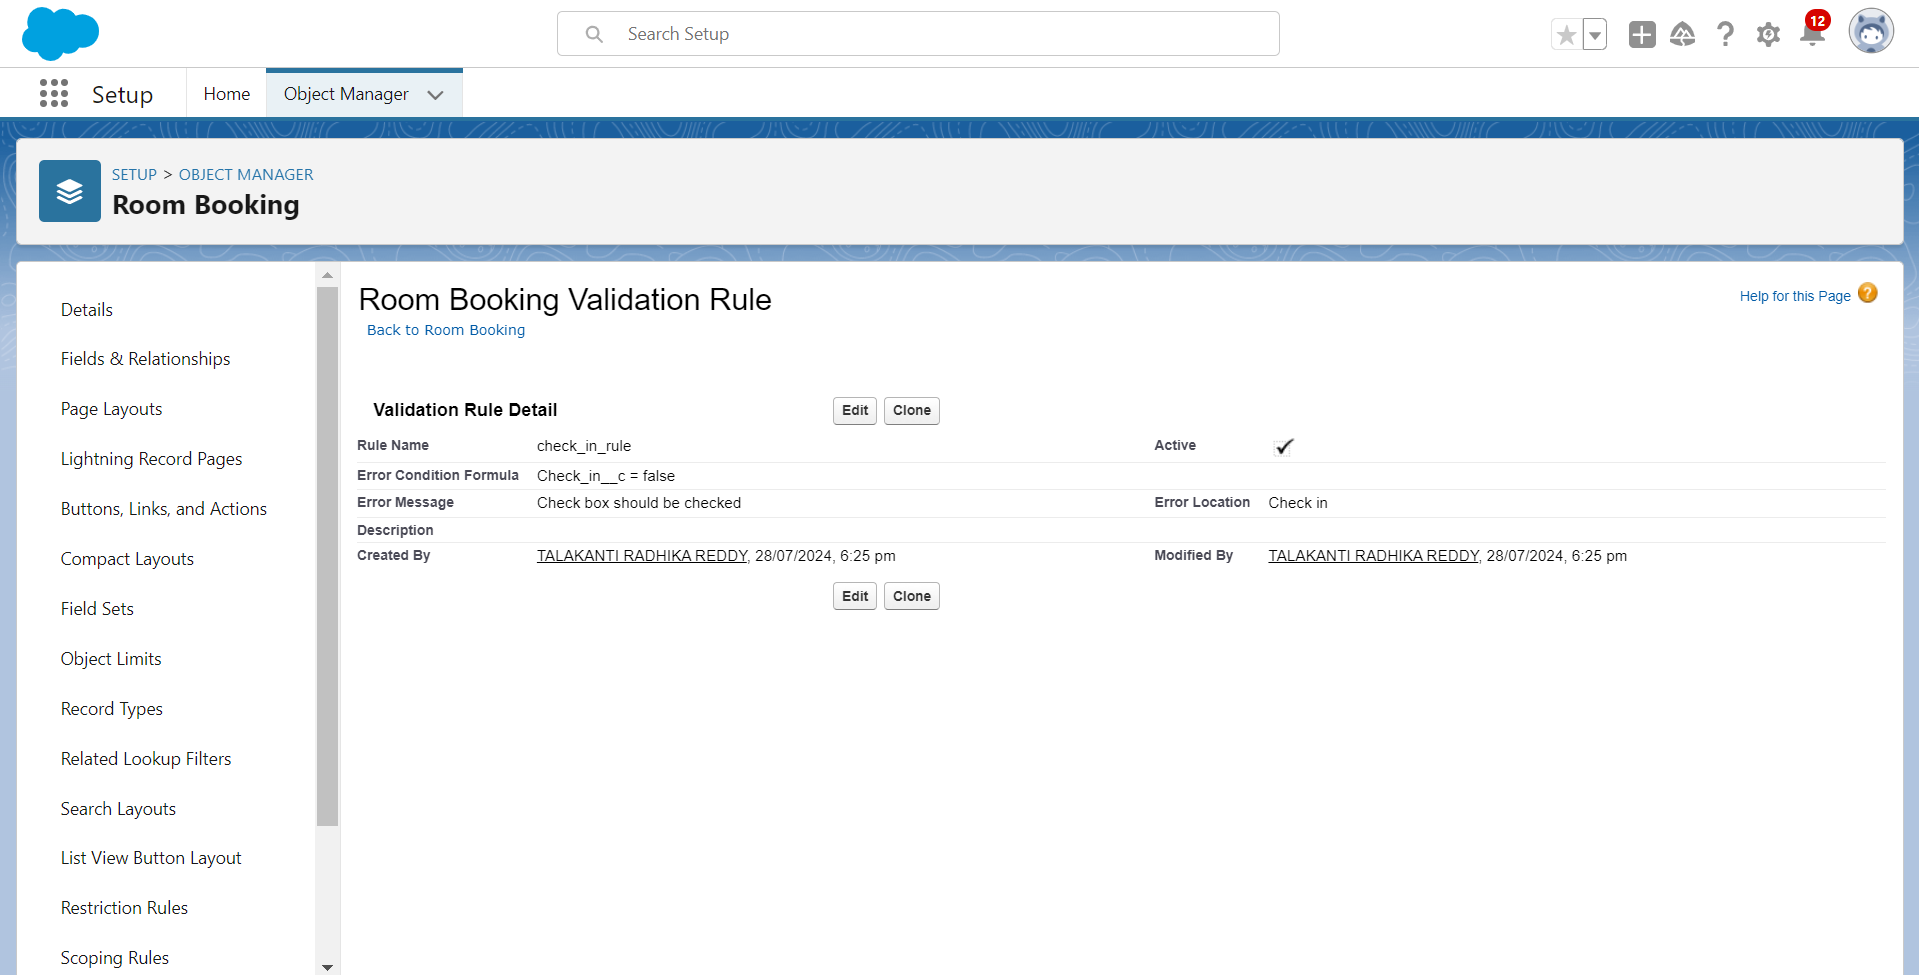 Search Setup
12
Setup
Home
Object Manager
SETUP > OBJECT MANAGER
Room Booking
Details
Fields & Relationships
Page Layouts
Lightning Record Pages
Buttons, Links, and Actions
Compact Layouts
Field Sets
Object Limits
Record Types
Related Lookup Filters
Search Layouts
List View Button Layout
Restriction Rules
Scoping Rules
Room Booking Validation Rule
Help for this Page ?
Back to Room Booking
Validation Rule Detail
Edit Clone
Rule Name check_in_rule Active
Error Condition Formula Check_in__c = false
Error Message Check box should be checked Error Location Check in
Description
Created By TALAKANTI RADHIKA REDDY, 28/07/2024, 6:25 pm Modified By TALAKANTI RADHIKA REDDY, 28/07/2024, 6:25 pm
Edit Clone